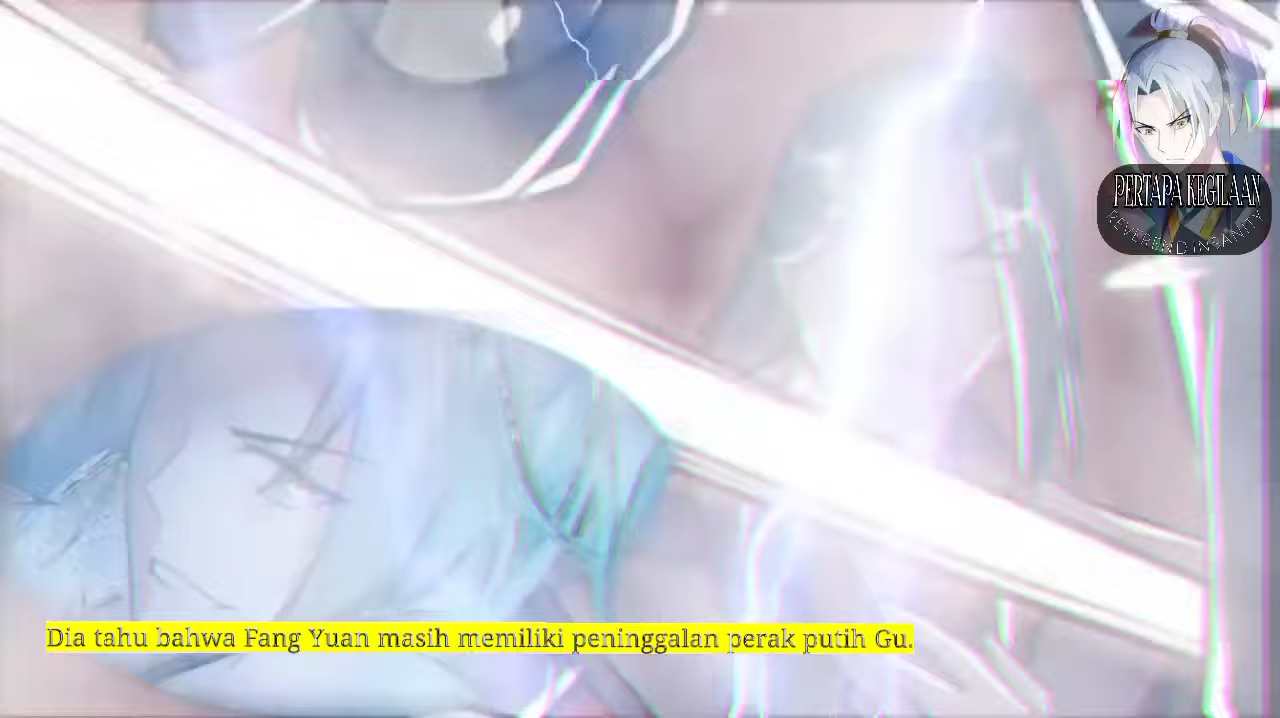 PERTAPA KEGILAAN
REVEREND INSANITY
Dia tahu bahwa Fang Yuan masih memiliki peninggalan perak putih Gu.